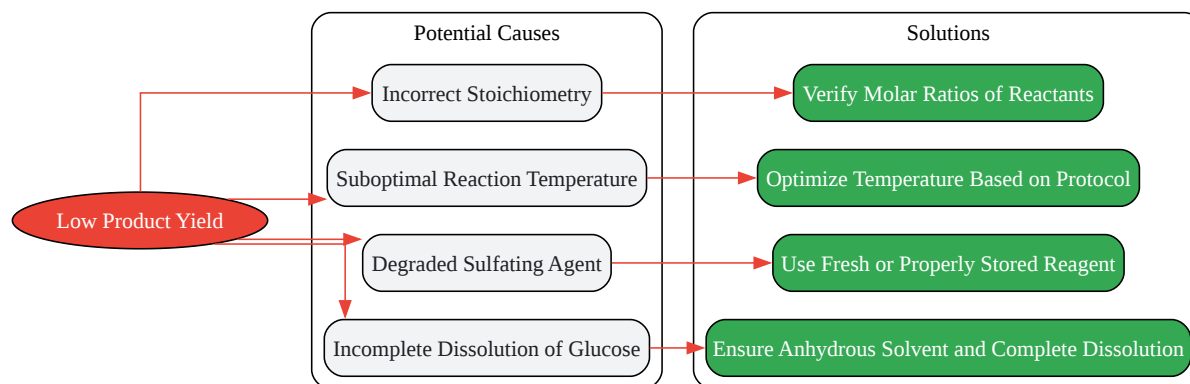 Potential Causes
Solutions
Incorrect Stoichiometry
Verify Molar Ratios of Reactants
Suboptimal Reaction Temperature
Optimize Temperature Based on Protocol
Low Product Yield
Degraded Sulfating Agent
Use Fresh or Properly Stored Reagent
Incomplete Dissolution of Glucose
Ensure Anhydrous Solvent and Complete Dissolution